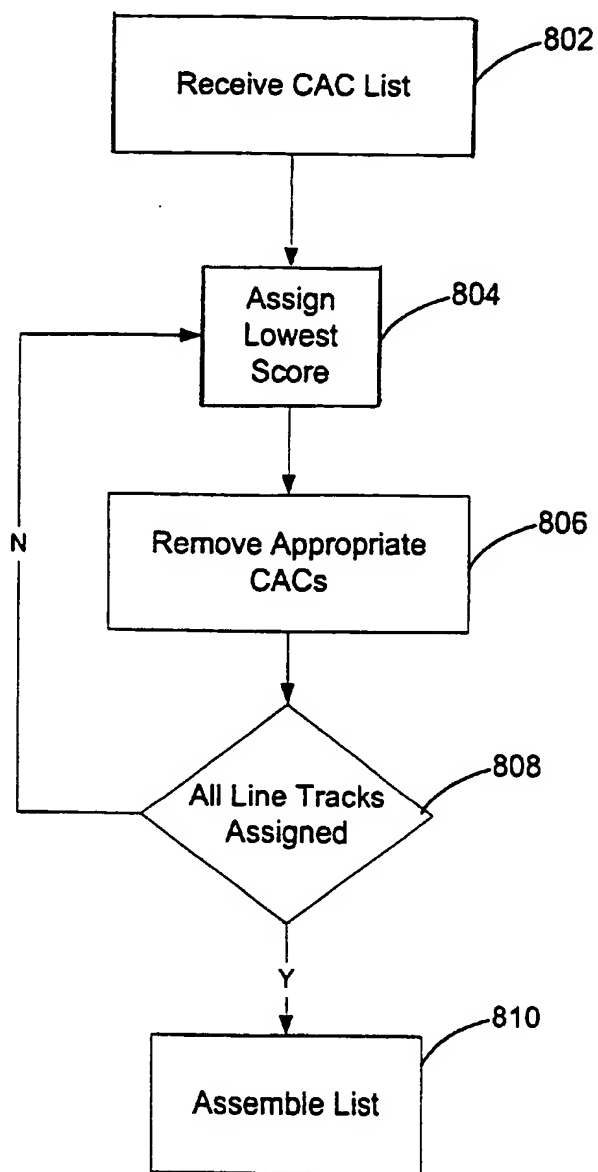 Receive CAC List
802
Assign
Lowest
Score
804
Remove Appropriate
CACs
806
N
All Line Tracks
Assigned
808
Y
Assemble List
810